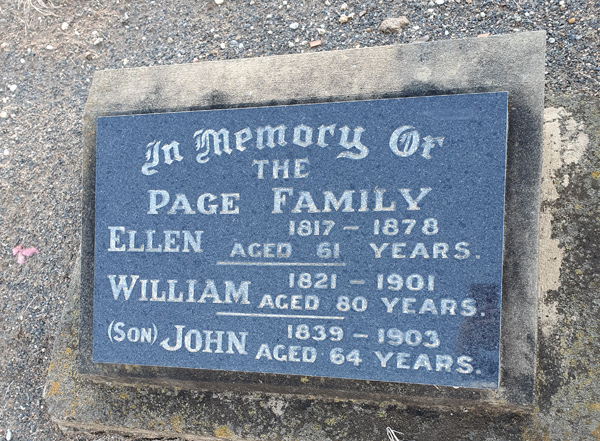 In Memory Of
THE
PAGE FAMILY
ELLEN 1817 – 1878
AGED 61 YEARS.
WILLIAM 1821 – 1901
AGED 80 YEARS.
(SON) JOHN 1839 – 1903
AGED 64 YEARS.